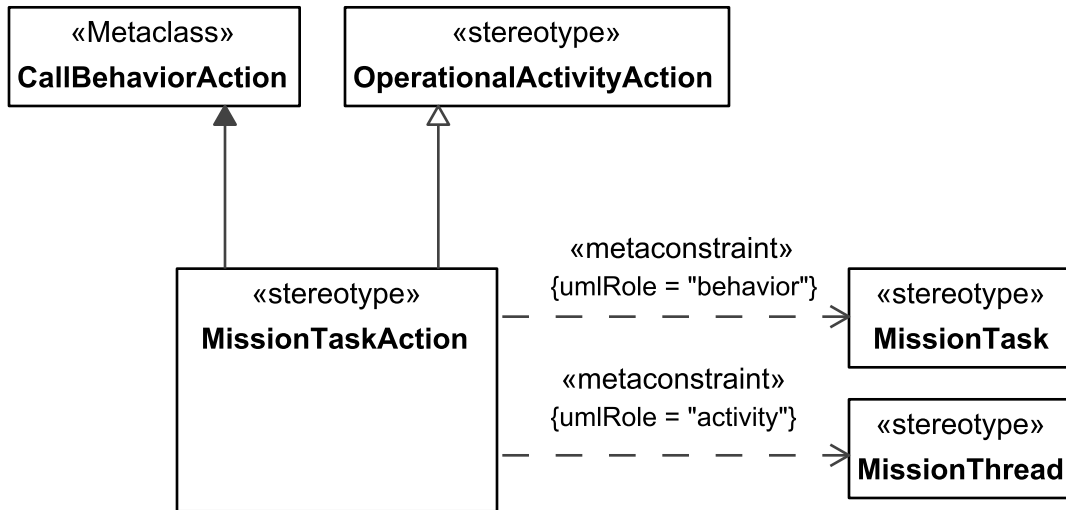 «Metaclass»
CallBehaviorAction
«stereotype»
OperationalActivityAction
«stereotype»
MissionTaskAction
«metaconstraint»
{umlRole = "behavior"}
«stereotype»
MissionTask
«metaconstraint»
{umlRole = "activity"}
«stereotype»
MissionThread